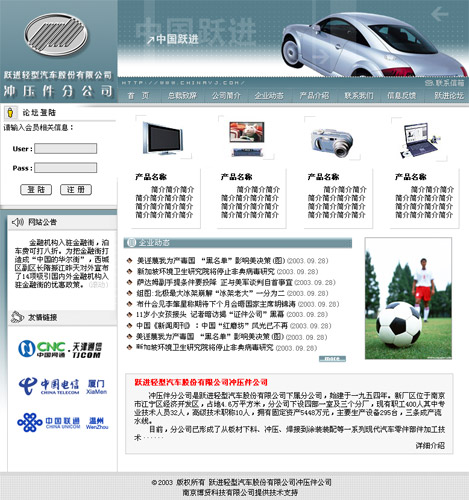 中国跃进
→中国跃进
跃进轻型汽车股份有限公司
冲压件分公司
联系信箱
首 页
总裁致辞
公司简介
企业动态
产品介绍
联系我们
信息反馈
跃进论坛
论坛登陆
请输入会员相关信息：
User :
Pass :
登 陆
注 册
产品名称
简介简介简介
简介简介简介简介
简介简介简介简介
简介简介简介简介
产品名称
简介简介简介
简介简介简介简介
简介简介简介简介
简介简介简介简介
产品名称
简介简介简介
简介简介简介简介
简介简介简介简介
简介简介简介简介
产品名称
简介简介简介
简介简介简介简介
简介简介简介简介
简介简介简介简介
网站公告
金融机构入驻金融街，泊
车费可打八折。为把金融街打
造成“中国的华尔街”，西城
区副区长隋振江昨天对外宣布
了14项吸引国内外金融机构入
驻金融街的优惠政策。
友情链接
CNC
中国网通
天津通信
TJCOM
中国电信
CHINA TELECOM
厦门
XiaMen
中国联通
CHINA UNICOM
温州
WenZhou
企业动态
美诬蔑我为产毒国 “黑名单”影响美决策(图)(2003.09.28)
新加坡环境卫生研究院将停止非典病毒研究(2003.09.28)
萨达姆副手提条件要投降 正与美军谈判自首事宜(2003.09.28)
组图:北极最大冰架崩解 “冰架老大”一分为二(2003.09.28)
布什会见李肇星称期待下个月会晤国家主席胡锦涛(2003.09.28)
11岁小女孩报头 记者暗访揭“证件公司”黑幕(2003.09.28)
中国《新闻周刊》：中国“红磨坊”风光已不再(2003.09.28)
美诬蔑我为产毒国 “黑名单”影响美决策(图)(2003.09.28)
新加坡环境卫生研究院将停止非典病毒研究(2003.09.28)
more
跃进轻型汽车股份有限公司冲压件公司
冲压件分公司是跃进轻型汽车股份有限公司下属分公司，始建于一九五四年。新厂区位于南京
市江宁区经济开发区，占地4.6万平方米，分公司下设四部一室及三个分厂，现有职工400人其中专
业技术人员32人，高级技术职称10人，拥有固定资产5448万元，主要生产设备295台，三条成产流
水线。
目前，分公司已形成了从板材下料、冲压、焊接到涂装装配等一系列现代汽车零件部件加工技
术······
详细介绍
©2003 版权所有 跃进轻型汽车股份有限公司冲压件公司
南京博贤科技有限公司提供技术支持